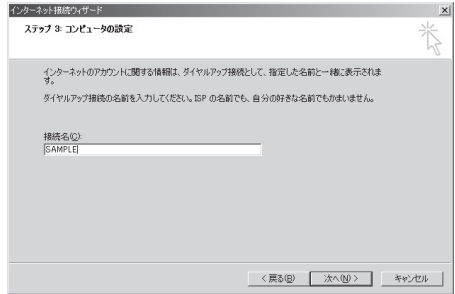 インターネット接続ウィザード
ステップ 3: コンピュータの設定
インターネットのアカウントに関する情報は、ダイヤルアップ接続として、指定した名前と一緒に表示されま
す。
ダイヤルアップ接続の名前を入力してください。ISP の名前でも、自分の好きな名前でもかまいません。
接続名(C):
SAMPLE
< 戻る(B)
次へ(N) >
キャンセル